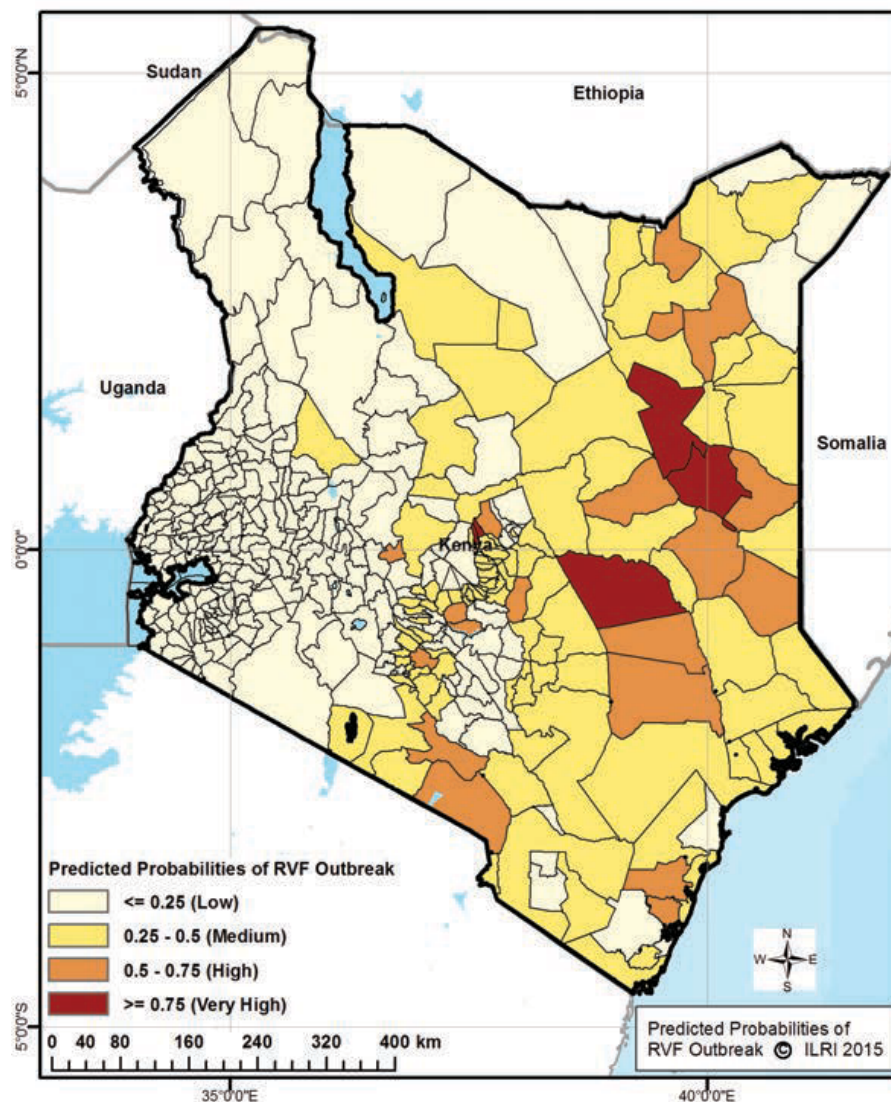 5°0'0"N
Sudan
Ethiopia
Uganda
Somalia
0°0'0"
Kenya
Predicted Probabilities of RVF Outbreak
<= 0.25 (Low)
0.25 - 0.5 (Medium)
0.5 - 0.75 (High)
>= 0.75 (Very High)
N
W E
S
5°0'0"S
0 40 80 160 240 320 400 km
Predicted Probabilities of
RVF Outbreak © ILRI 2015
35°0'0"E
40°0'0"E